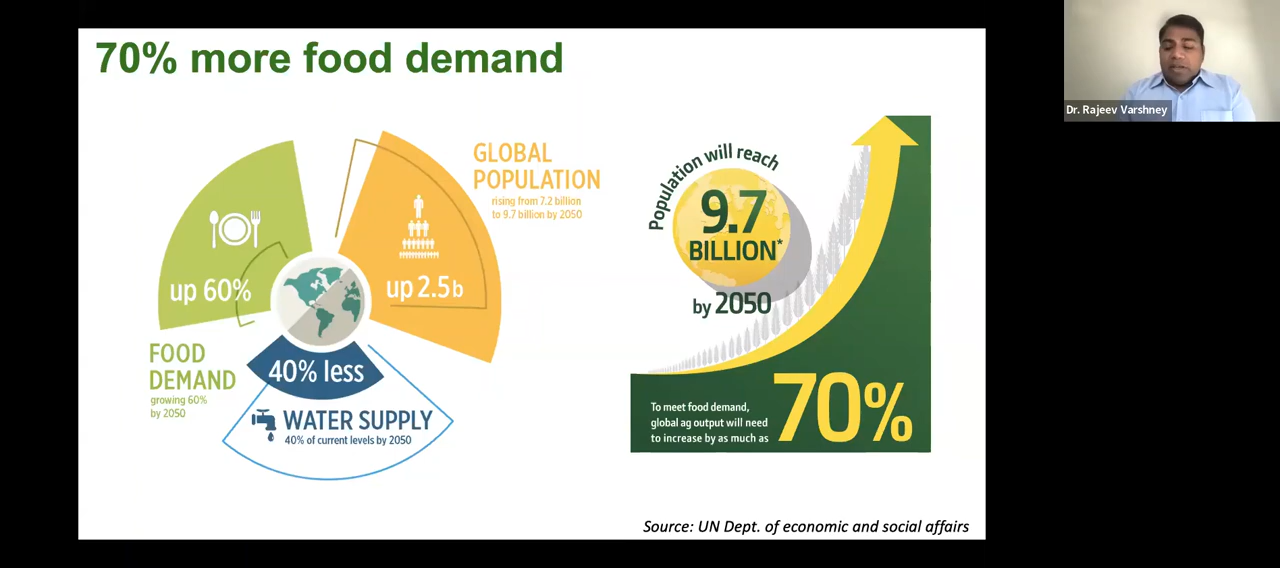 70% more food demand
Dr. Rajeev Varshney
GLOBAL
POPULATION
rising from 7.2 billion
to 9.7 billion by 2050
up 60%
up 2.5b
FOOD
DEMAND
growing 60%
by 2050
40% less
WATER SUPPLY
40% of current levels by 2050
Population will reach
9.7
BILLION*
by 2050
To meet food demand,
global ag output will need
to increase by as much as
70%
Source: UN Dept. of economic and social affairs